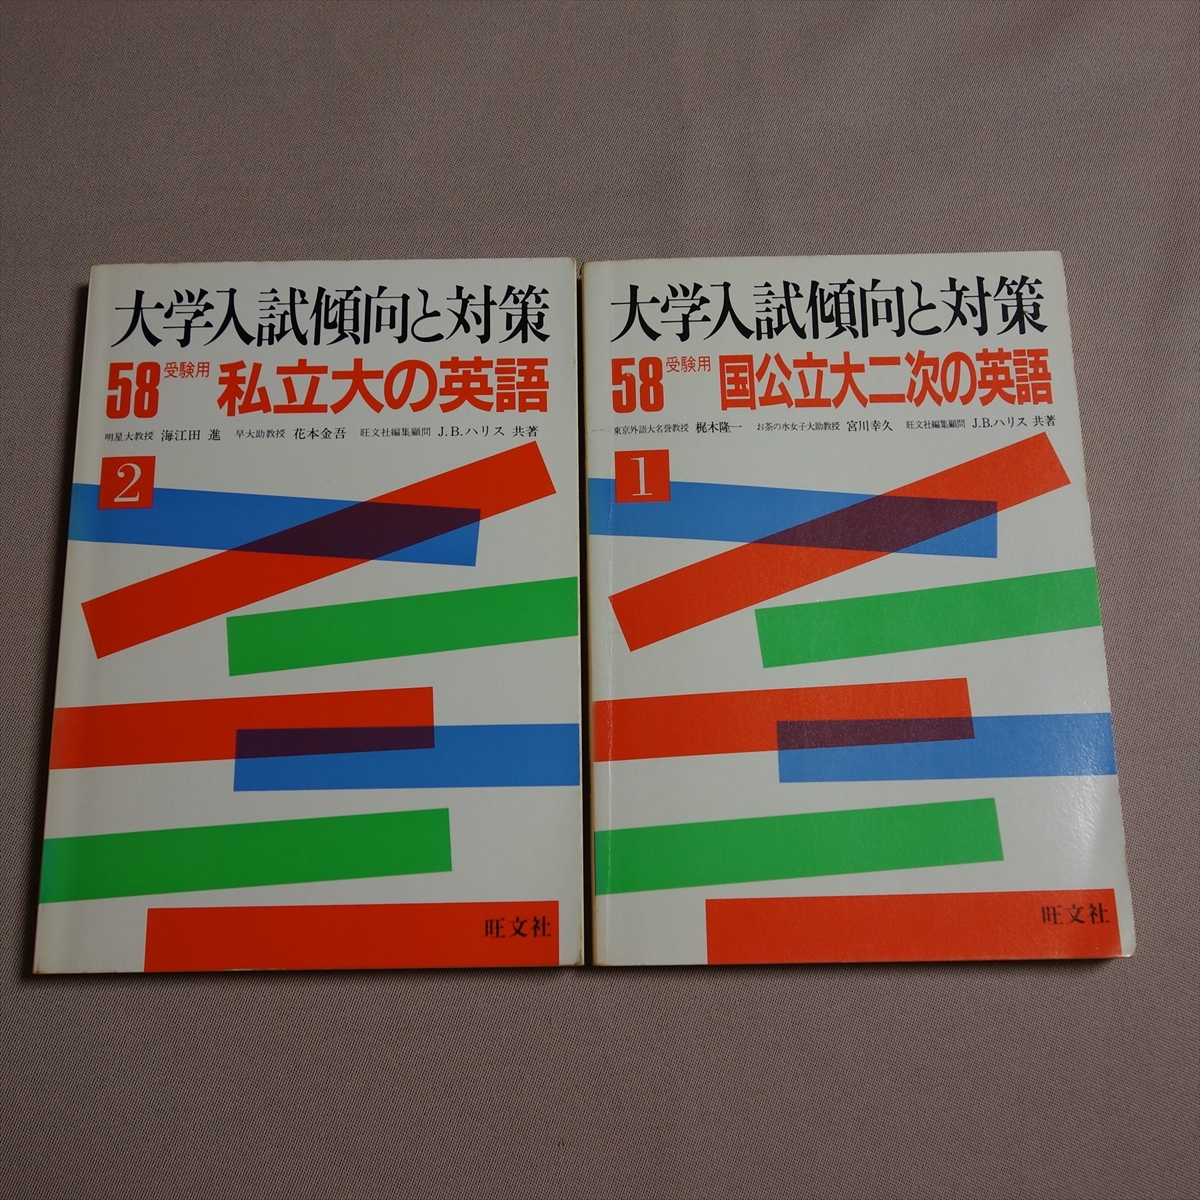 大学入試傾向と対策
58 受験用 私立大の英語
明星大教授 海江田 進 早大助教授 花本金吾 旺文社編集顧問 J.B.ハリス 共著
2
旺文社
大学入試傾向と対策
58 受験用 国公立大二次の英語
東京外語大名誉教授 梶木隆一 お茶の水女子大助教授 宮川幸久 旺文社編集顧問 J.B.ハリス 共著
1
旺文社